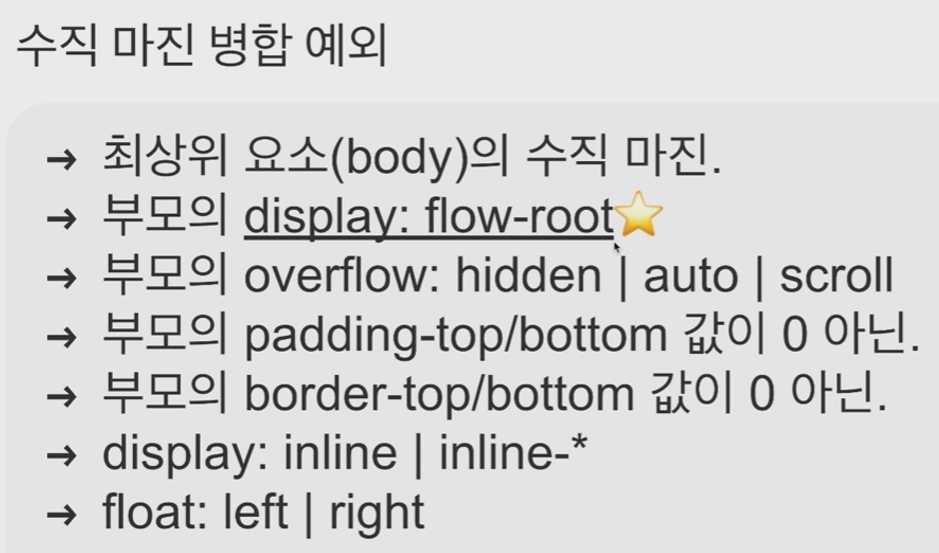 수직 마진 병합 예외
→ 최상위 요소(body)의 수직 마진.
→ 부모의 display: flow-root⭐
→ 부모의 overflow: hidden | auto | scroll
→ 부모의 padding-top/bottom 값이 0 아닌.
→ 부모의 border-top/bottom 값이 0 아닌.
→ display: inline | inline-*
→ float: left | right